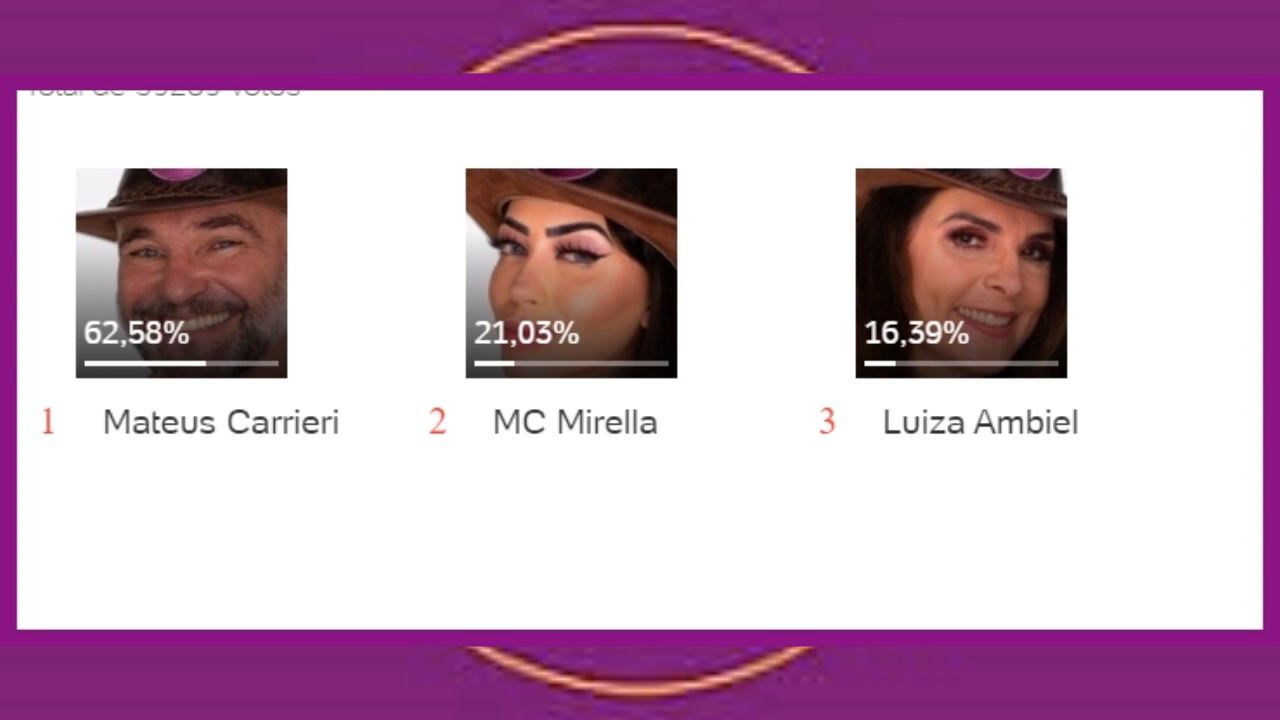 62,58%
21,03%
16,39%
1 Mateus Carrieri
2 MC Mirella
3 Luiza Ambiel